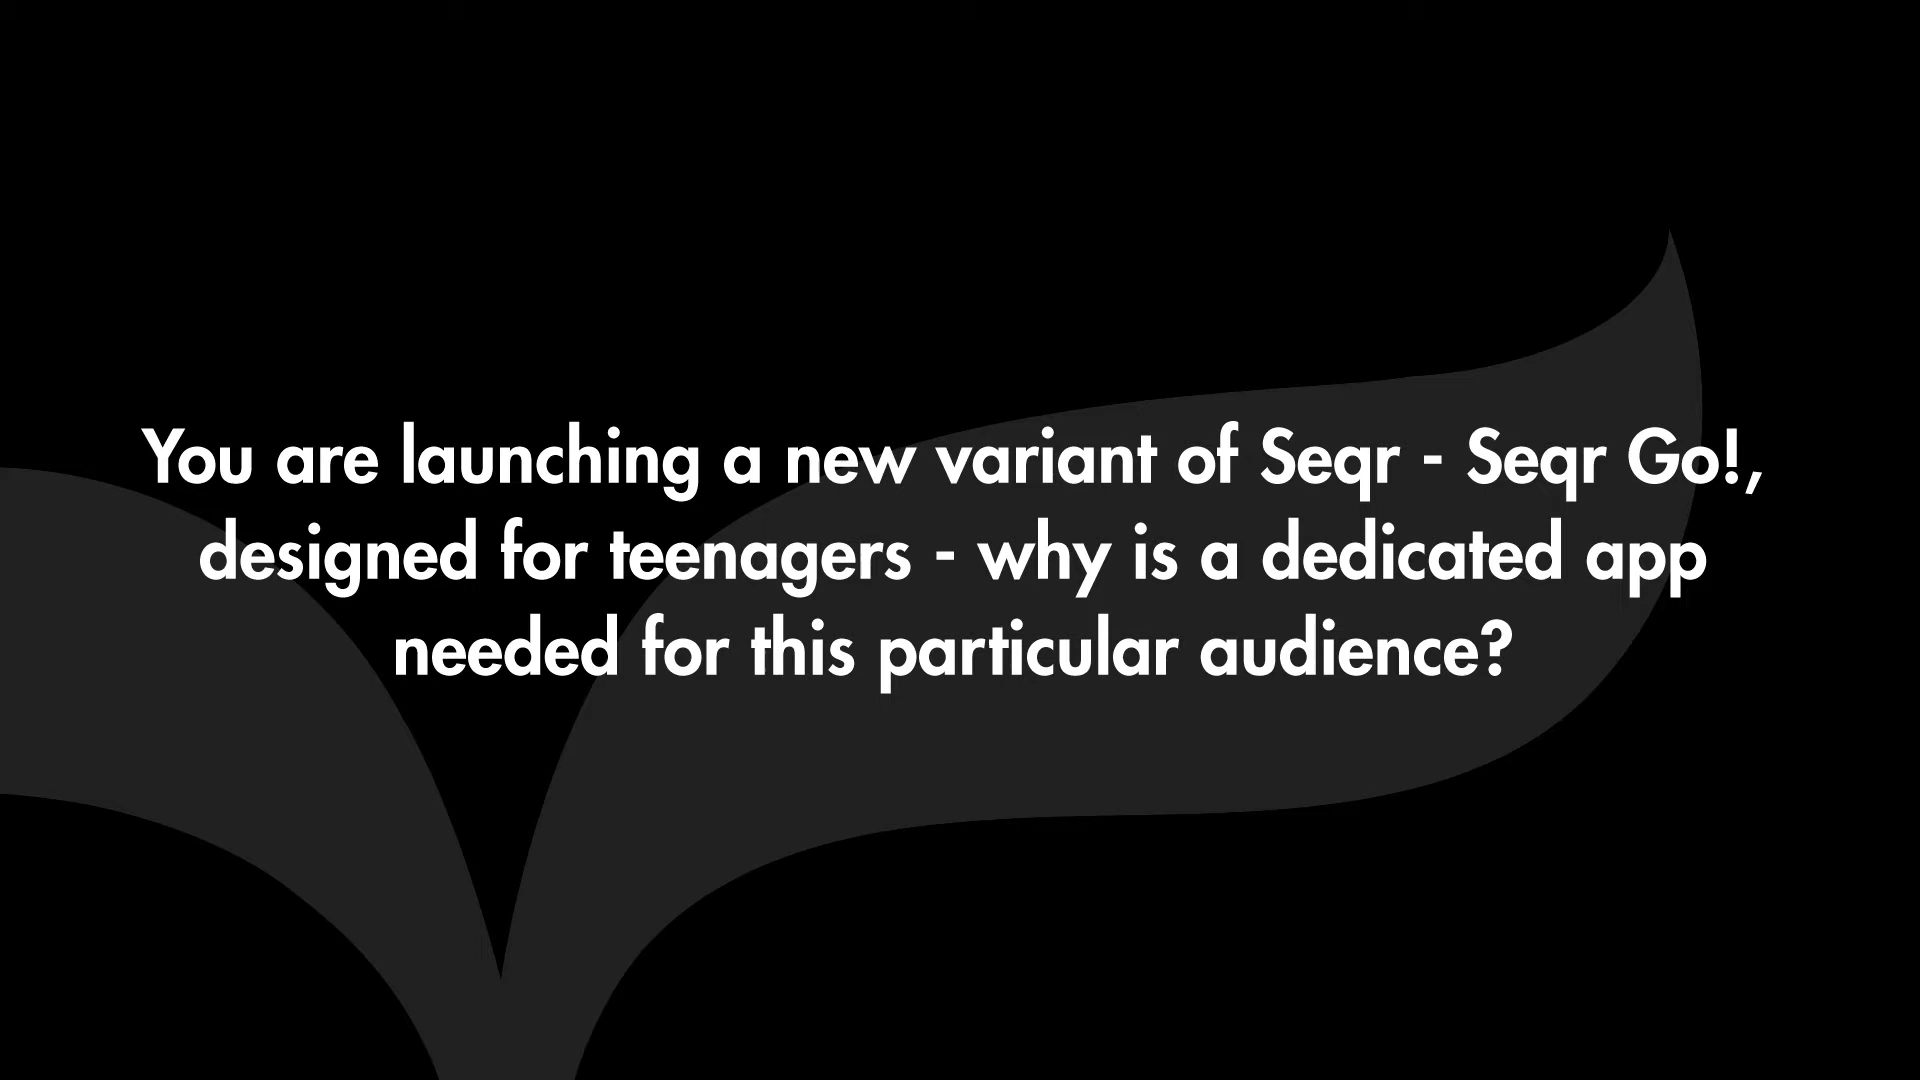 You are launching a new variant of Seqr - Seqr Go!,
designed for teenagers - why is a dedicated app
needed for this particular audience?